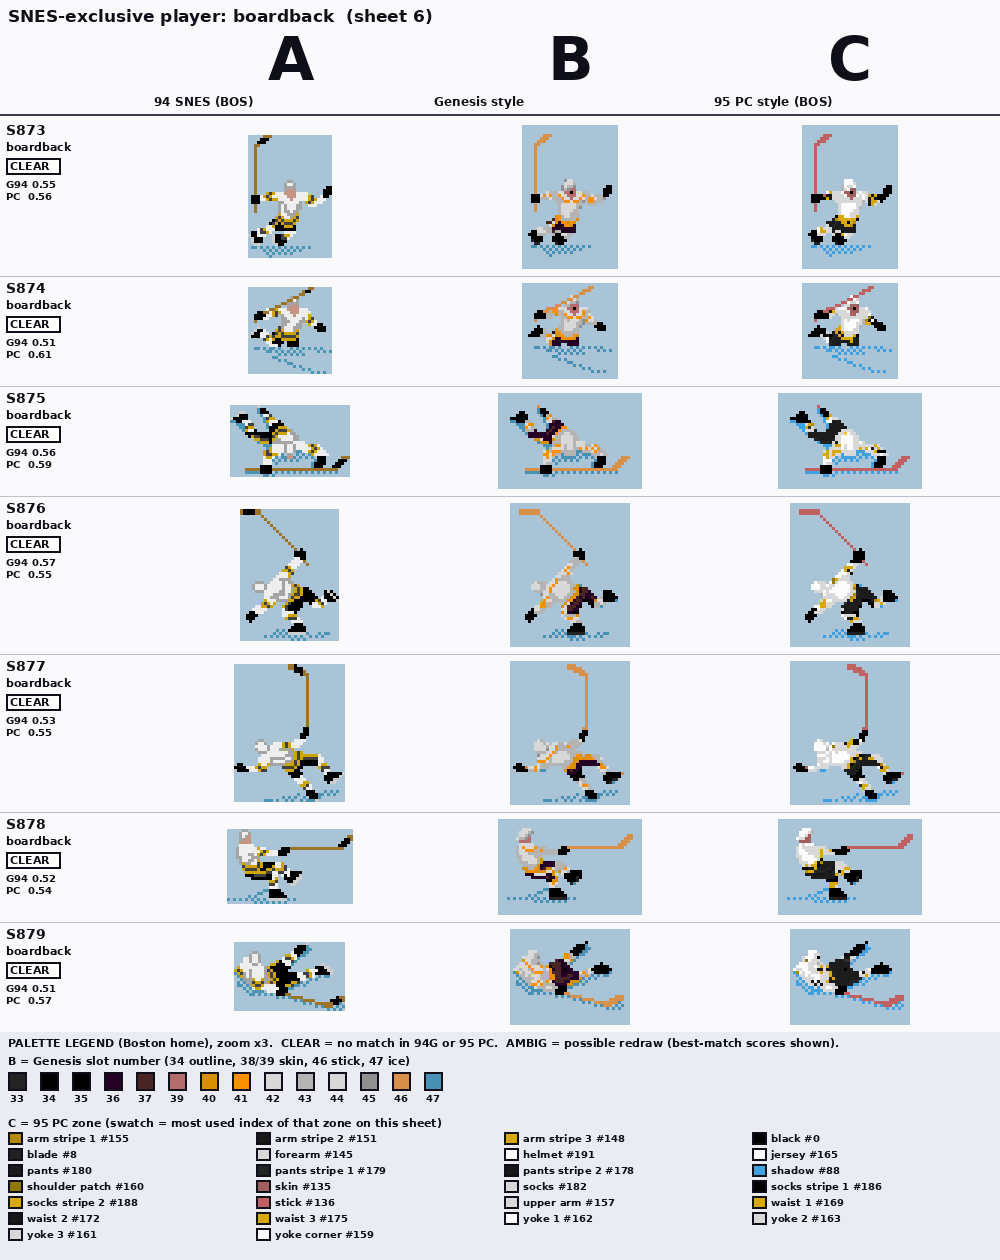 SNES-exclusive player: boardback (sheet 6)
A B C
94 SNES (BOS) Genesis style 95 PC style (BOS)
S873
boardback
CLEAR
G94 0.55
PC 0.56
S874
boardback
CLEAR
G94 0.51
PC 0.61
S875
boardback
CLEAR
G94 0.56
PC 0.59
S876
boardback
CLEAR
G94 0.57
PC 0.55
S877
boardback
CLEAR
G94 0.53
PC 0.55
S878
boardback
CLEAR
G94 0.52
PC 0.54
S879
boardback
CLEAR
G94 0.51
PC 0.57
PALETTE LEGEND (Boston home), zoom x3. CLEAR = no match in 94G or 95 PC. AMBIG = possible redraw (best-match scores shown).
B = Genesis slot number (34 outline, 38/39 skin, 46 stick, 47 ice)
33 34 35 36 37 39 40 41 42 43 44 45 46 47
C = 95 PC zone (swatch = most used index of that zone on this sheet)
arm stripe 1 #155 arm stripe 2 #151 arm stripe 3 #148 black #0
blade #8 forearm #145 helmet #191 jersey #165
pants #180 pants stripe 1 #179 pants stripe 2 #178 shadow #88
shoulder patch #160 skin #135 socks #182 socks stripe 1 #186
socks stripe 2 #188 stick #136 upper arm #157 waist 1 #169
waist 2 #172 waist 3 #175 yoke 1 #162 yoke 2 #163
yoke 3 #161 yoke corner #159